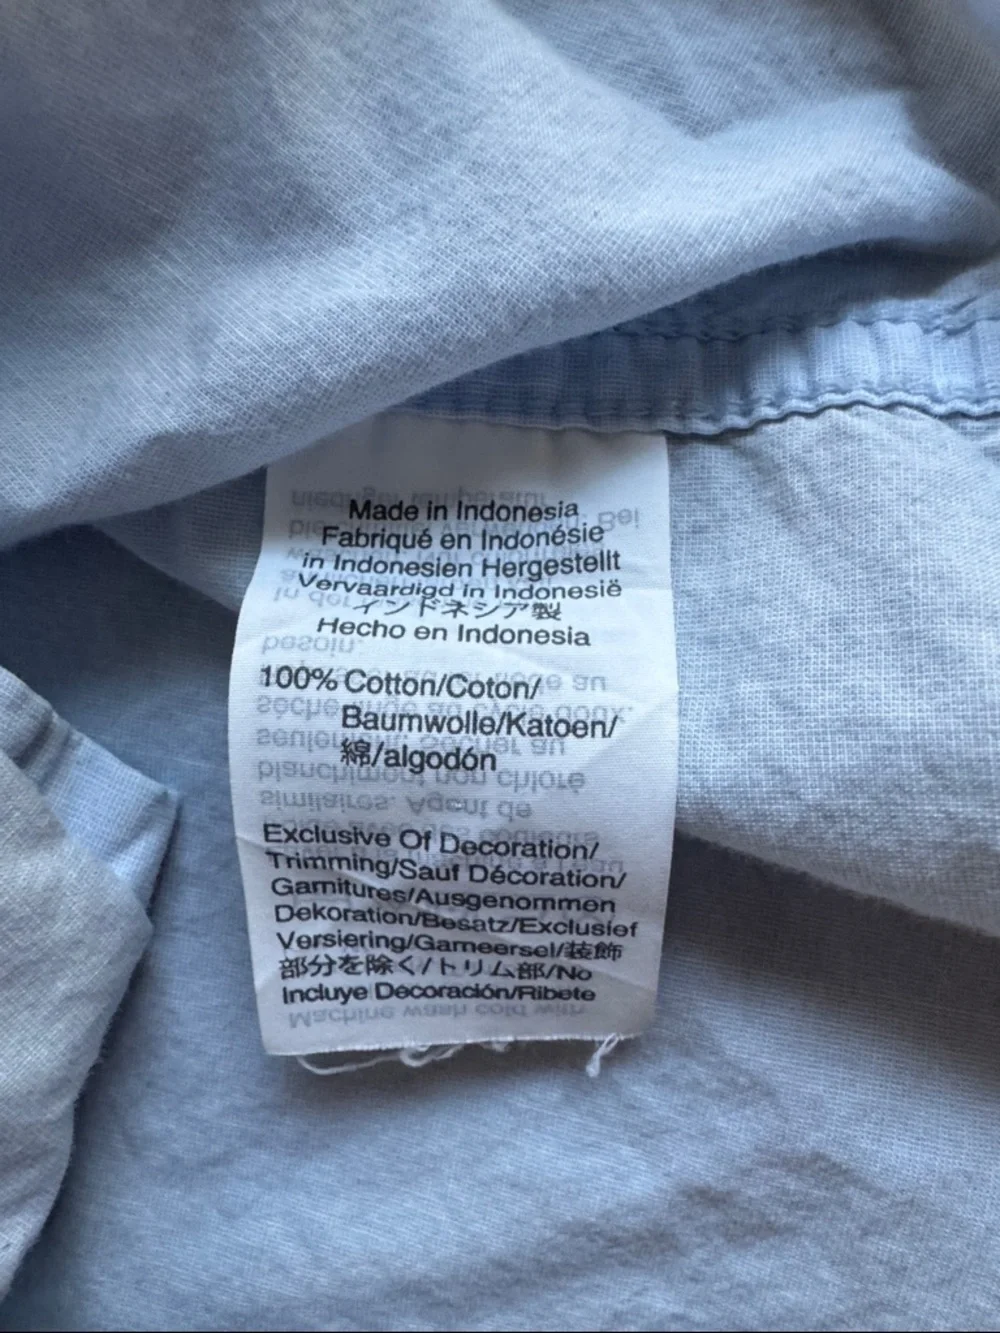 Made in Indonesia
Fabriqué en Indonésie
in Indonesien Hergestellt
Vervaardigd in Indonesië
インドネシア製
Hecho en Indonesia
100% Cotton/Coton/
Baumwolle/Katoen/
綿/algodón
Exclusive Of Decoration/
Trimming/Sauf Décoration/
Garnitures/Ausgenommen
Dekoration/Besatz/Exclusief
Versiering/Garneersel/装飾
部分を除く/トリム部/No
Incluye Decoración/Ribete